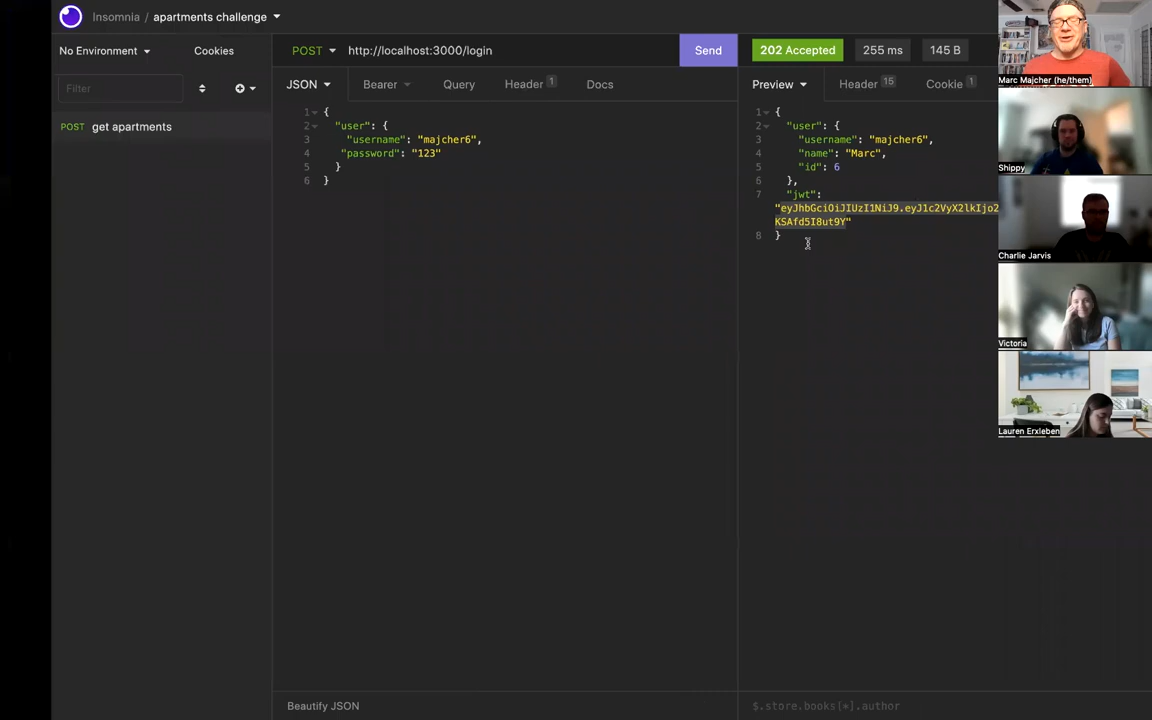 Insomnia / apartments challenge
No Environment
Cookies
POST http://localhost:3000/login
Send
202 Accepted 255 ms 145 B
Filter
JSON Bearer Query Header 1 Docs
Preview Header 15 Cookie 1
POST get apartments
1 {
2 "user": {
3 "username": "majcher6",
4 "password": "123"
5 }
6 }
1 {
2 "user": {
3 "username": "majcher6",
4 "name": "Marc",
5 "id": 6
6 },
7 "jwt":
"eyJhbGciOiJIUzI1NiJ9.eyJ1c2VyX2lkIjo2
KSAfd5I8ut9Y"
8 }
Marc Majcher (he/them)
Shippy
Charlie Jarvis
Victoria
Lauren Erxleben
Beautify JSON
$.store.books[*].author